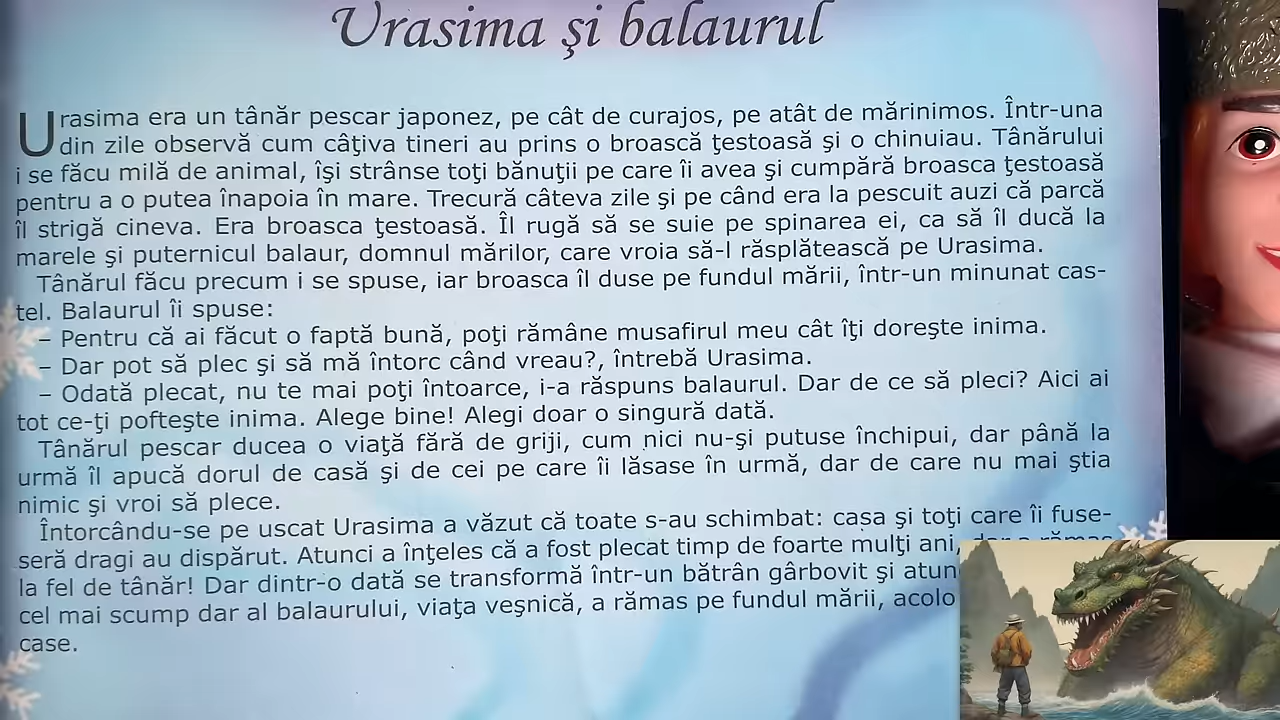 Urasima şi balaurul
Urasima era un tânăr pescar japonez, pe cât de curajos, pe atât de mărinimos. Într-una
din zile observă cum câţiva tineri au prins o broască ţestoasă şi o chinuiau. Tânărului
i se făcu milă de animal, îşi strânse toţi bănuţii pe care îi avea şi cumpără broasca ţestoasă
pentru a o putea înapoia în mare. Trecură câteva zile şi pe când era la pescuit auzi că parcă
îl strigă cineva. Era broasca ţestoasă. Îl rugă să se suie pe spinarea ei, ca să îl ducă la
marele şi puternicul balaur, domnul mărilor, care vroia să-l răsplătească pe Urasima.
Tânărul făcu precum i se spuse, iar broasca îl duse pe fundul mării, într-un minunat cas-
tel. Balaurul îi spuse:
– Pentru că ai făcut o faptă bună, poţi rămâne musafirul meu cât îţi doreşte inima.
– Dar pot să plec şi să mă întorc când vreau?, întrebă Urasima.
– Odată plecat, nu te mai poţi întoarce, i-a răspuns balaurul. Dar de ce să pleci? Aici ai
tot ce-ţi pofteşte inima. Alege bine! Alegi doar o singură dată.
Tânărul pescar ducea o viaţă fără de griji, cum nici nu-şi putuse închipui, dar până la
urmă îl apucă dorul de casă şi de cei pe care îi lăsase în urmă, dar de care nu mai ştia
nimic şi vroi să plece.
Întorcându-se pe uscat Urasima a văzut că toate s-au schimbat: casa şi toţi care îi fuse-
seră dragi au dispărut. Atunci a înţeles că a fost plecat timp de foarte mulţi ani, dar a rămas
la fel de tânăr! Dar dintr-o dată se transformă într-un bătrân gârbovit şi
cel mai scump dar al balaurului, viaţa veşnică, a rămas pe fundul mării, acolo
case.